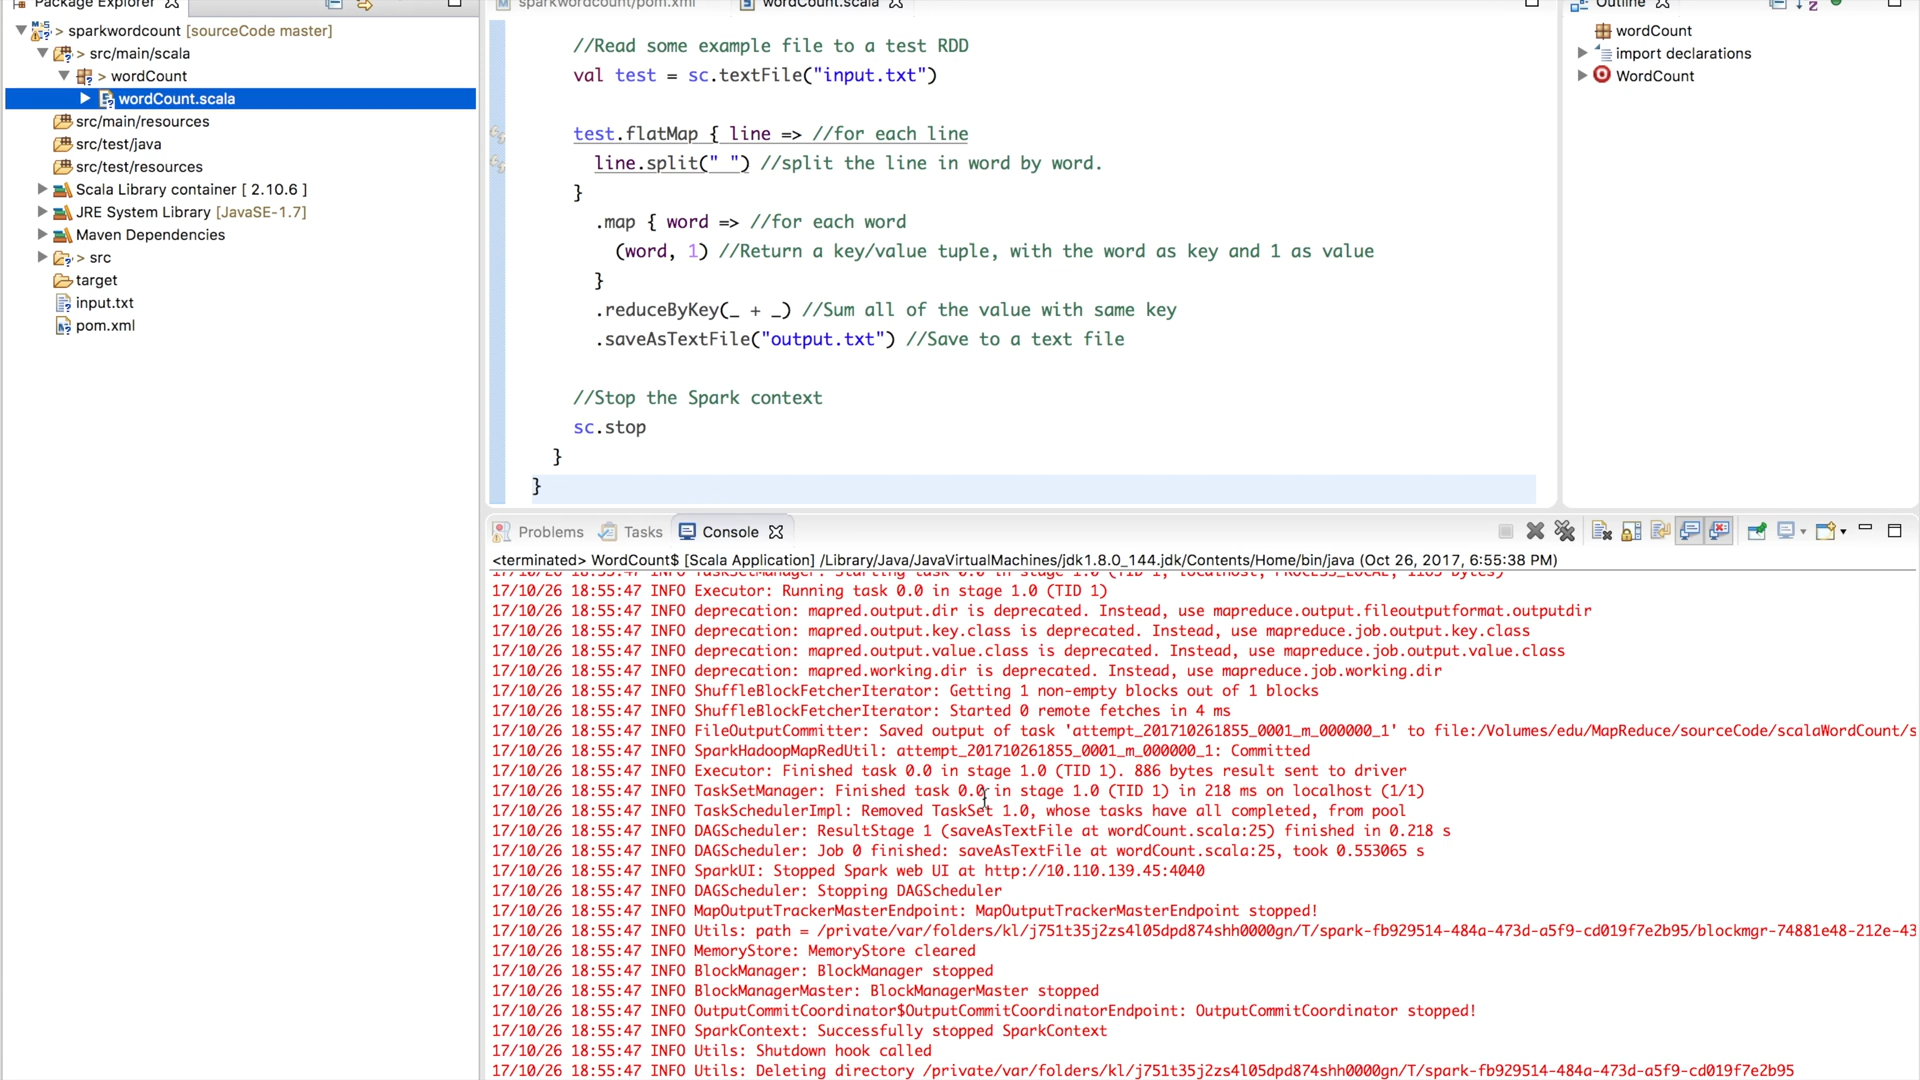 Package Explorer
> sparkwordcount [sourceCode master]
> src/main/scala
> wordCount
wordCount.scala
src/main/resources
src/test/java
src/test/resources
Scala Library container [ 2.10.6 ]
JRE System Library [JavaSE-1.7]
Maven Dependencies
> src
target
input.txt
pom.xml
sparkwordcount/pom.xml
wordCount.scala
//Read some example file to a test RDD
val test = sc.textFile("input.txt")
test.flatMap { line => //for each line
line.split(" ") //split the line in word by word.
}
.map { word => //for each word
(word, 1) //Return a key/value tuple, with the word as key and 1 as value
}
.reduceByKey(_ + _) //Sum all of the value with same key
.saveAsTextFile("output.txt") //Save to a text file
//Stop the Spark context
sc.stop
}
}
Outline
wordCount
import declarations
WordCount
Problems
Tasks
Console
<terminated> WordCount$ [Scala Application] /Library/Java/JavaVirtualMachines/jdk1.8.0_144.jdk/Contents/Home/bin/java (Oct 26, 2017, 6:55:38 PM)
17/10/26 18:55:47 INFO TaskSetManager: Starting task 0.0 in stage 1.0 (TID 1, localhost, PROCESS_LOCAL, 1165 bytes)
17/10/26 18:55:47 INFO Executor: Running task 0.0 in stage 1.0 (TID 1)
17/10/26 18:55:47 INFO deprecation: mapred.output.dir is deprecated. Instead, use mapreduce.output.fileoutputformat.outputdir
17/10/26 18:55:47 INFO deprecation: mapred.output.key.class is deprecated. Instead, use mapreduce.job.output.key.class
17/10/26 18:55:47 INFO deprecation: mapred.output.value.class is deprecated. Instead, use mapreduce.job.output.value.class
17/10/26 18:55:47 INFO deprecation: mapred.working.dir is deprecated. Instead, use mapreduce.job.working.dir
17/10/26 18:55:47 INFO ShuffleBlockFetcherIterator: Getting 1 non-empty blocks out of 1 blocks
17/10/26 18:55:47 INFO ShuffleBlockFetcherIterator: Started 0 remote fetches in 4 ms
17/10/26 18:55:47 INFO FileOutputCommitter: Saved output of task 'attempt_201710261855_0001_m_000000_1' to file:/Volumes/edu/MapReduce/sourceCode/scalaWordCount/s
17/10/26 18:55:47 INFO SparkHadoopMapRedUtil: attempt_201710261855_0001_m_000000_1: Committed
17/10/26 18:55:47 INFO Executor: Finished task 0.0 in stage 1.0 (TID 1). 886 bytes result sent to driver
17/10/26 18:55:47 INFO TaskSetManager: Finished task 0.0 in stage 1.0 (TID 1) in 218 ms on localhost (1/1)
17/10/26 18:55:47 INFO TaskSchedulerImpl: Removed TaskSet 1.0, whose tasks have all completed, from pool
17/10/26 18:55:47 INFO DAGScheduler: ResultStage 1 (saveAsTextFile at wordCount.scala:25) finished in 0.218 s
17/10/26 18:55:47 INFO DAGScheduler: Job 0 finished: saveAsTextFile at wordCount.scala:25, took 0.553065 s
17/10/26 18:55:47 INFO SparkUI: Stopped Spark web UI at http://10.110.139.45:4040
17/10/26 18:55:47 INFO DAGScheduler: Stopping DAGScheduler
17/10/26 18:55:47 INFO MapOutputTrackerMasterEndpoint: MapOutputTrackerMasterEndpoint stopped!
17/10/26 18:55:47 INFO Utils: path = /private/var/folders/kl/j751t35j2zs4l05dpd874shh0000gn/T/spark-fb929514-484a-473d-a5f9-cd019f7e2b95/blockmgr-74881e48-212e-43
17/10/26 18:55:47 INFO MemoryStore: MemoryStore cleared
17/10/26 18:55:47 INFO BlockManager: BlockManager stopped
17/10/26 18:55:47 INFO BlockManagerMaster: BlockManagerMaster stopped
17/10/26 18:55:47 INFO OutputCommitCoordinator$OutputCommitCoordinatorEndpoint: OutputCommitCoordinator stopped!
17/10/26 18:55:47 INFO SparkContext: Successfully stopped SparkContext
17/10/26 18:55:47 INFO Utils: Shutdown hook called
17/10/26 18:55:47 INFO Utils: Deleting directory /private/var/folders/kl/j751t35j2zs4l05dpd874shh0000gn/T/spark-fb929514-484a-473d-a5f9-cd019f7e2b95